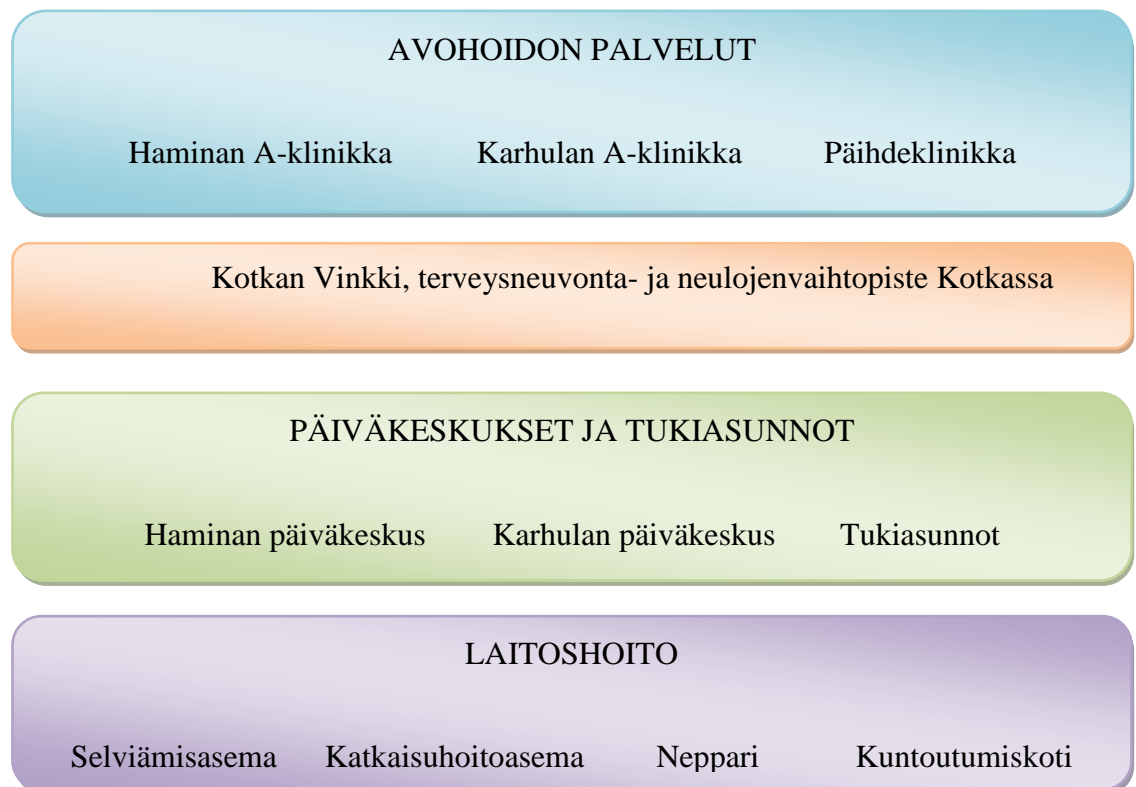 AVOHOIDON PALVELUT
Haminan A-klinikka Karhulan A-klinikka Päihdeklinikka
Kotkan Vinkki, terveysneuvonta- ja neulojenvaihtopiste Kotkassa
PÄIVÄKESKUKSET JA TUKIASUNNOT
Haminan päiväkeskus Karhulan päiväkeskus Tukiasunnot
LAITOSHOITO
Selviämisasema Katkaisuhoitoasema Neppari Kuntoutumiskoti